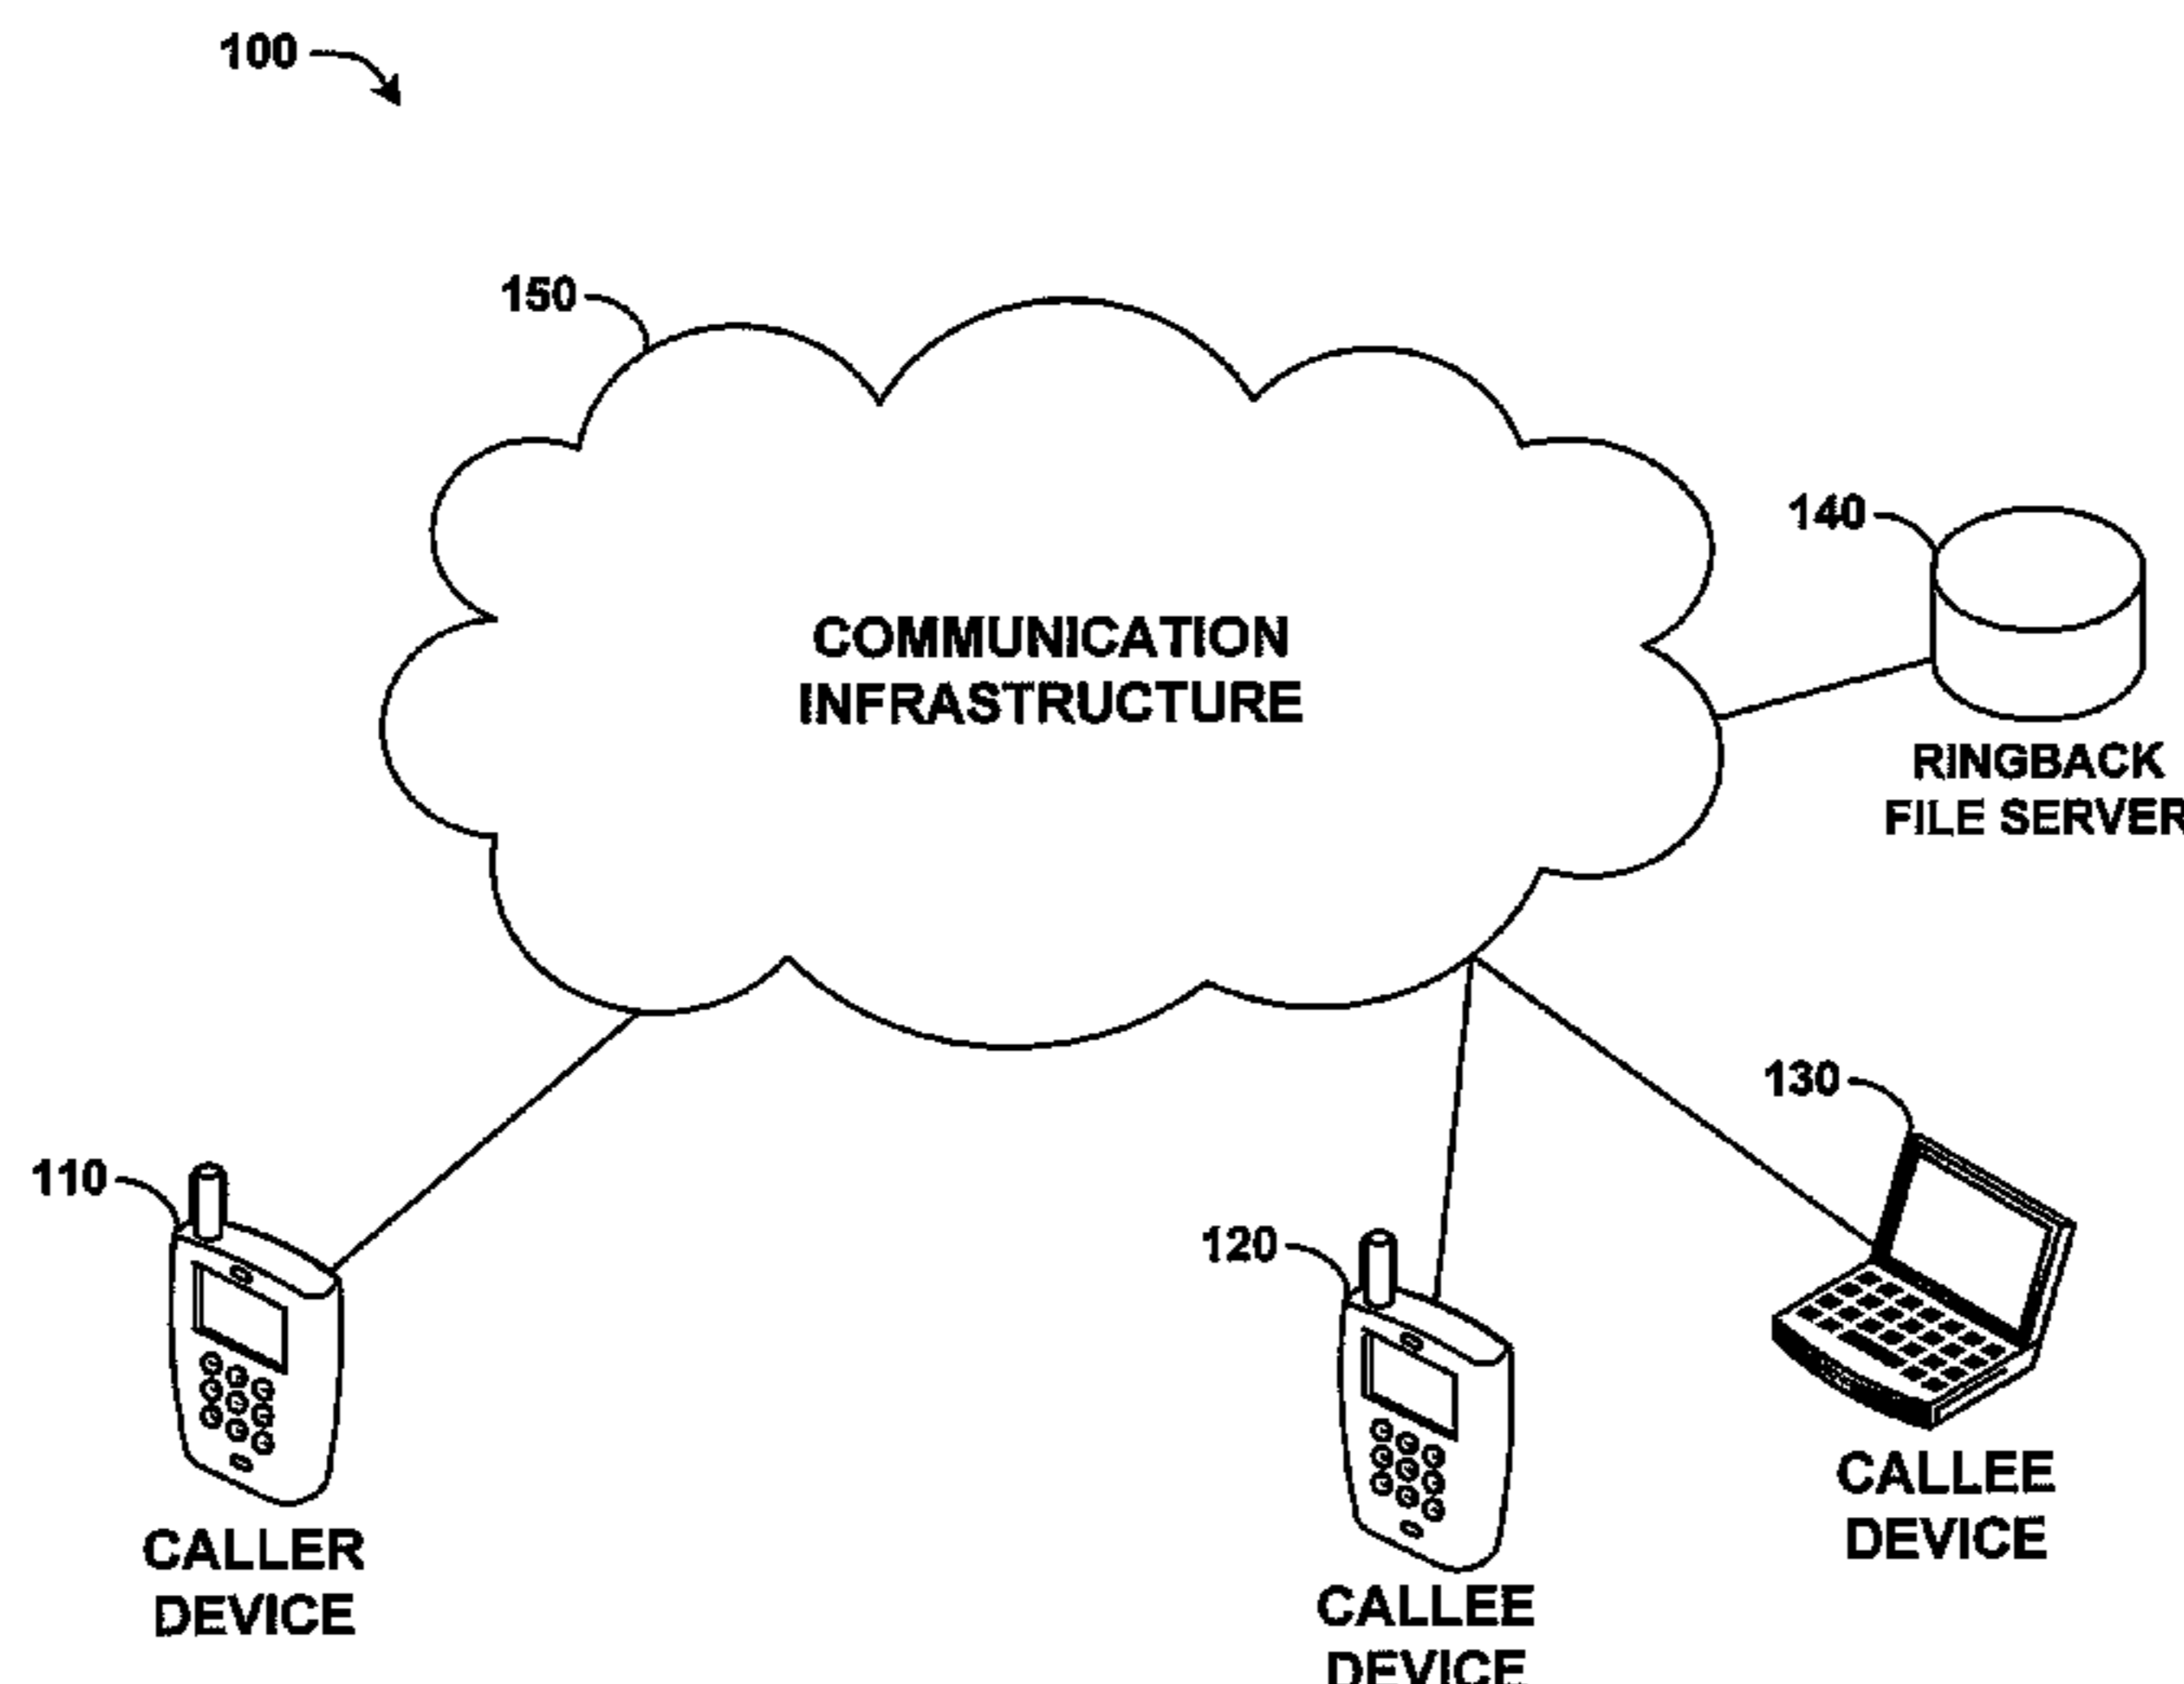 100
150
COMMUNICATION
INFRASTRUCTURE
140
RINGBACK
FILE SERVER
130
110
120
CALLEE
DEVICE
CALLER
DEVICE
CALLEE
DEVICE